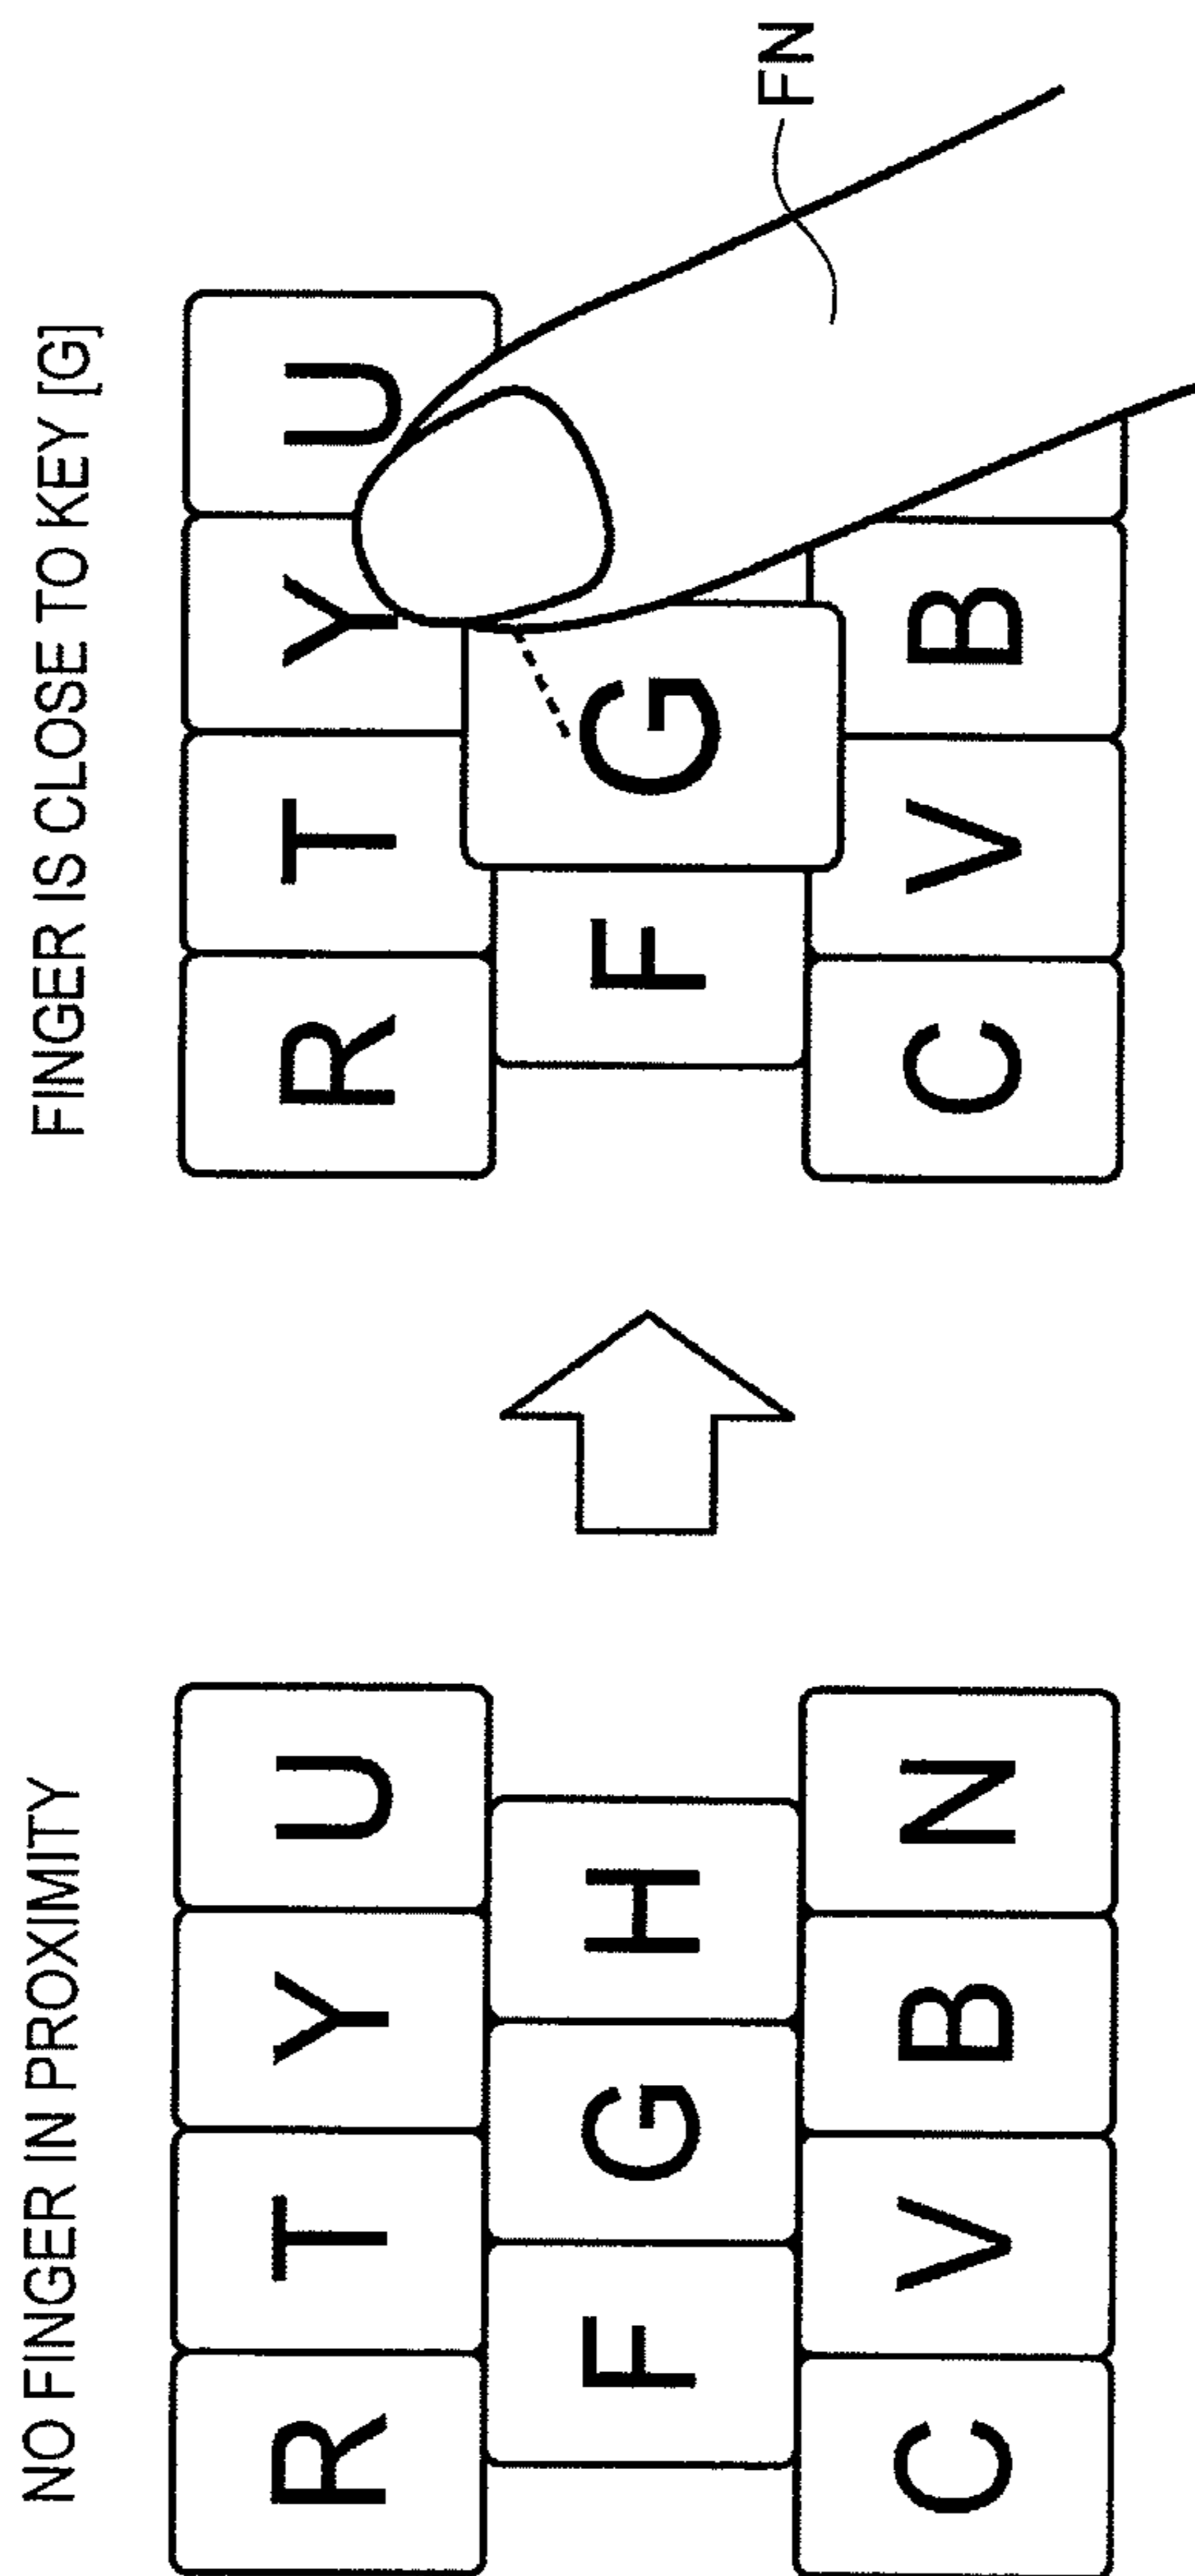 NO FINGER IN PROXIMITY
R T Y U
F G H
C V B N
FINGER IS CLOSE TO KEY [G]
R T Y U
F G
C V B
FN